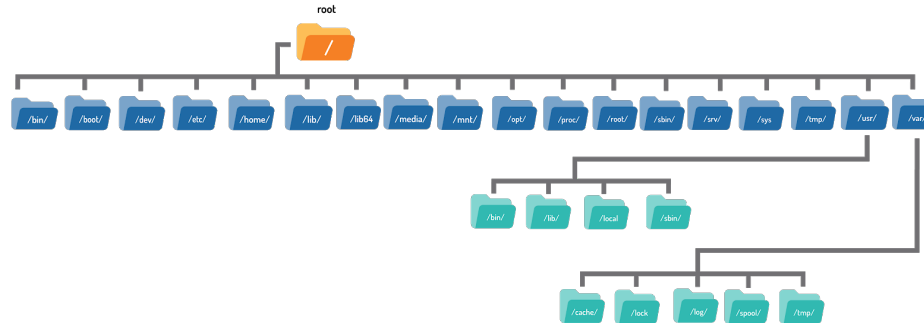 root
/
/bin/
/boot/
/dev/
/etc/
/home/
/lib/
/lib64
/media/
/mnt/
/opt/
/proc/
/root/
/sbin/
/srv/
/sys
/tmp/
/usr/
/var/
/bin/
/lib/
/local
/sbin/
/cache/
/lock
/log/
/spool/
/tmp/